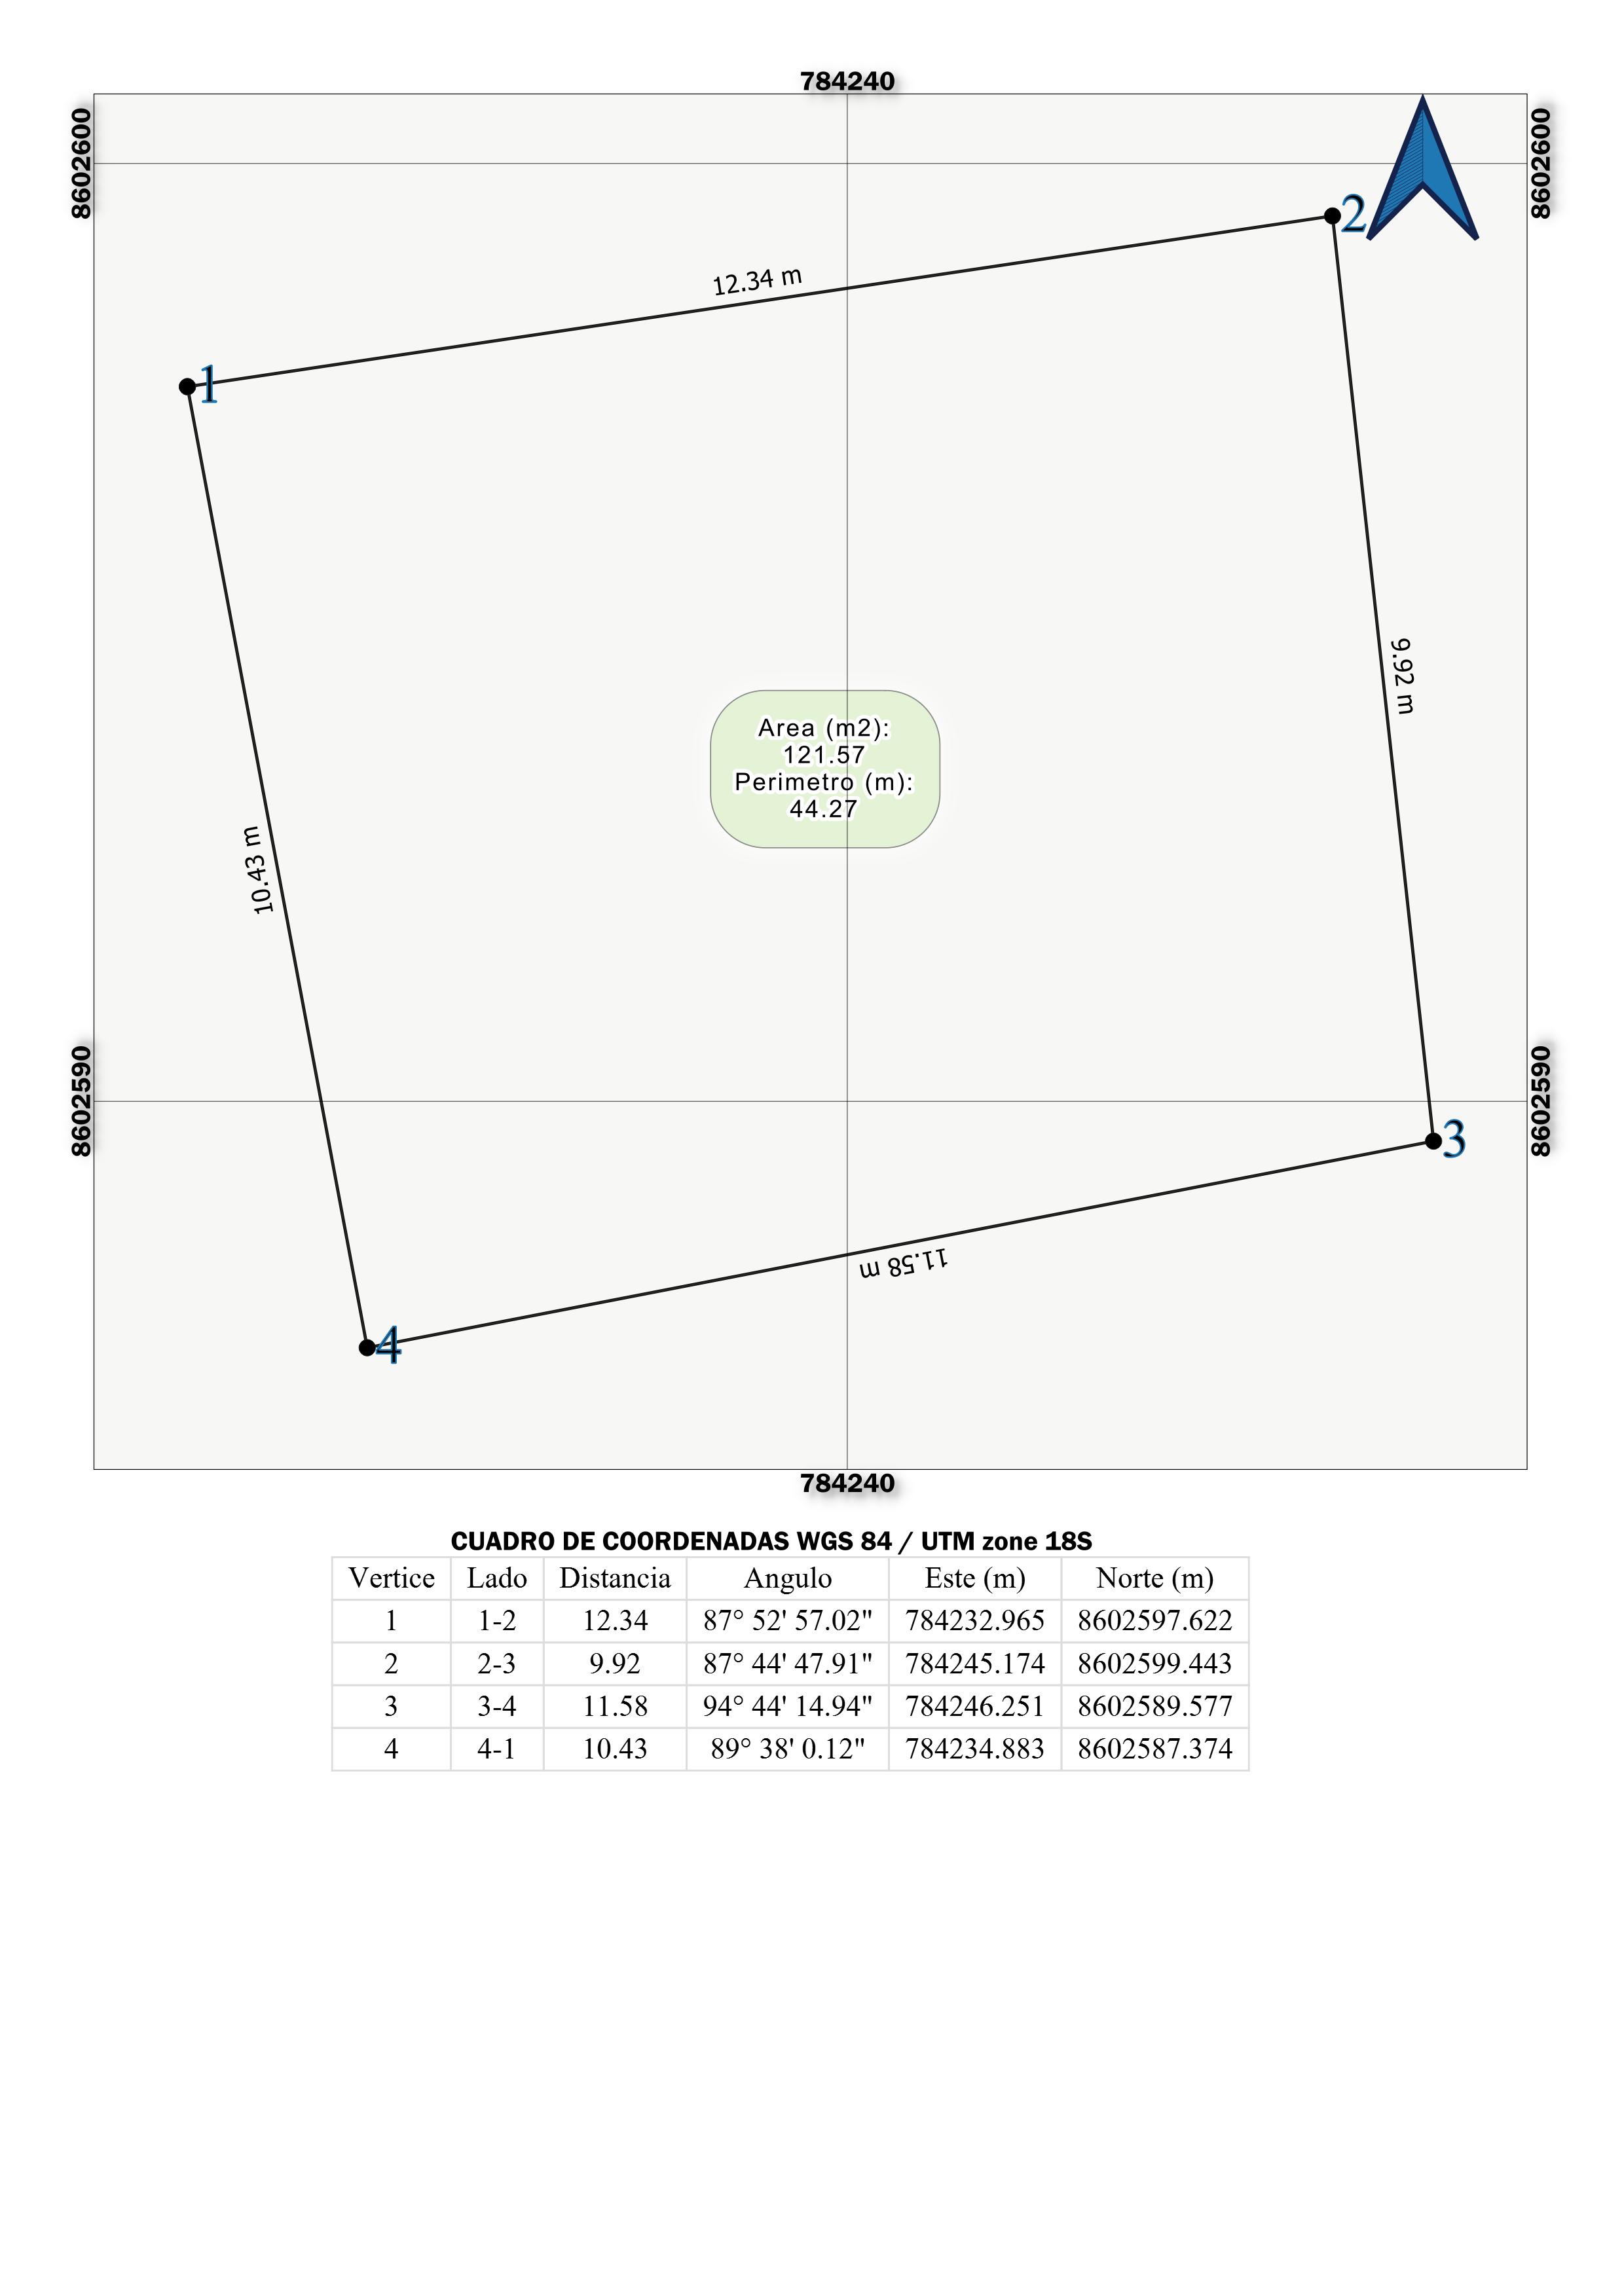 784240
8602600
8602600
2
12.34 m
1
9.92 m
Area (m2):
121.57
Perimetro (m):
44.27
10.43 m
8602590
8602590
3
11.58 m
4
784240
CUADRO DE COORDENADAS WGS 84 / UTM zone 18S
Vertice Lado Distancia Angulo Este (m) Norte (m)
1 1-2 12.34 87° 52' 57.02" 784232.965 8602597.622
2 2-3 9.92 87° 44' 47.91" 784245.174 8602599.443
3 3-4 11.58 94° 44' 14.94" 784246.251 8602589.577
4 4-1 10.43 89° 38' 0.12" 784234.883 8602587.374